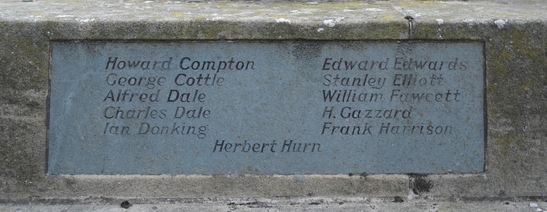 Howard Compton Edward Edwards
George Cottle Stanley Elliott
Alfred Dale William Fawcett
Charles Dale H. Gazzard
Ian Donking Frank Harrison
Herbert Hurn